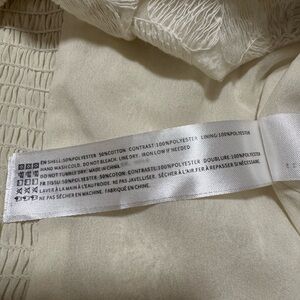 EN:SHELL:50%POLYESTER 50%COTTON CONTRAST:100%POLYESTER LINING:100%POLYESTER
HAND WASH COLD. DO NOT BLEACH. LINE DRY. IRON LOW IF NEEDED.
DO NOT TUMBLE DRY. MADE IN CHINA.
FR:TISSU:50%POLYESTER 50%COTON CONTRASTE:100%POLYESTER DOUBLURE:100%POLYESTER
LAVER À LA MAIN À L'EAU FROIDE. NE PAS JAVELLISER. SÉCHER À L'AIR. FER À REPASSER SI NÉCESSAIRE.
NE PAS SÉCHER EN MACHINE. FABRIQUÉ EN CHINE.